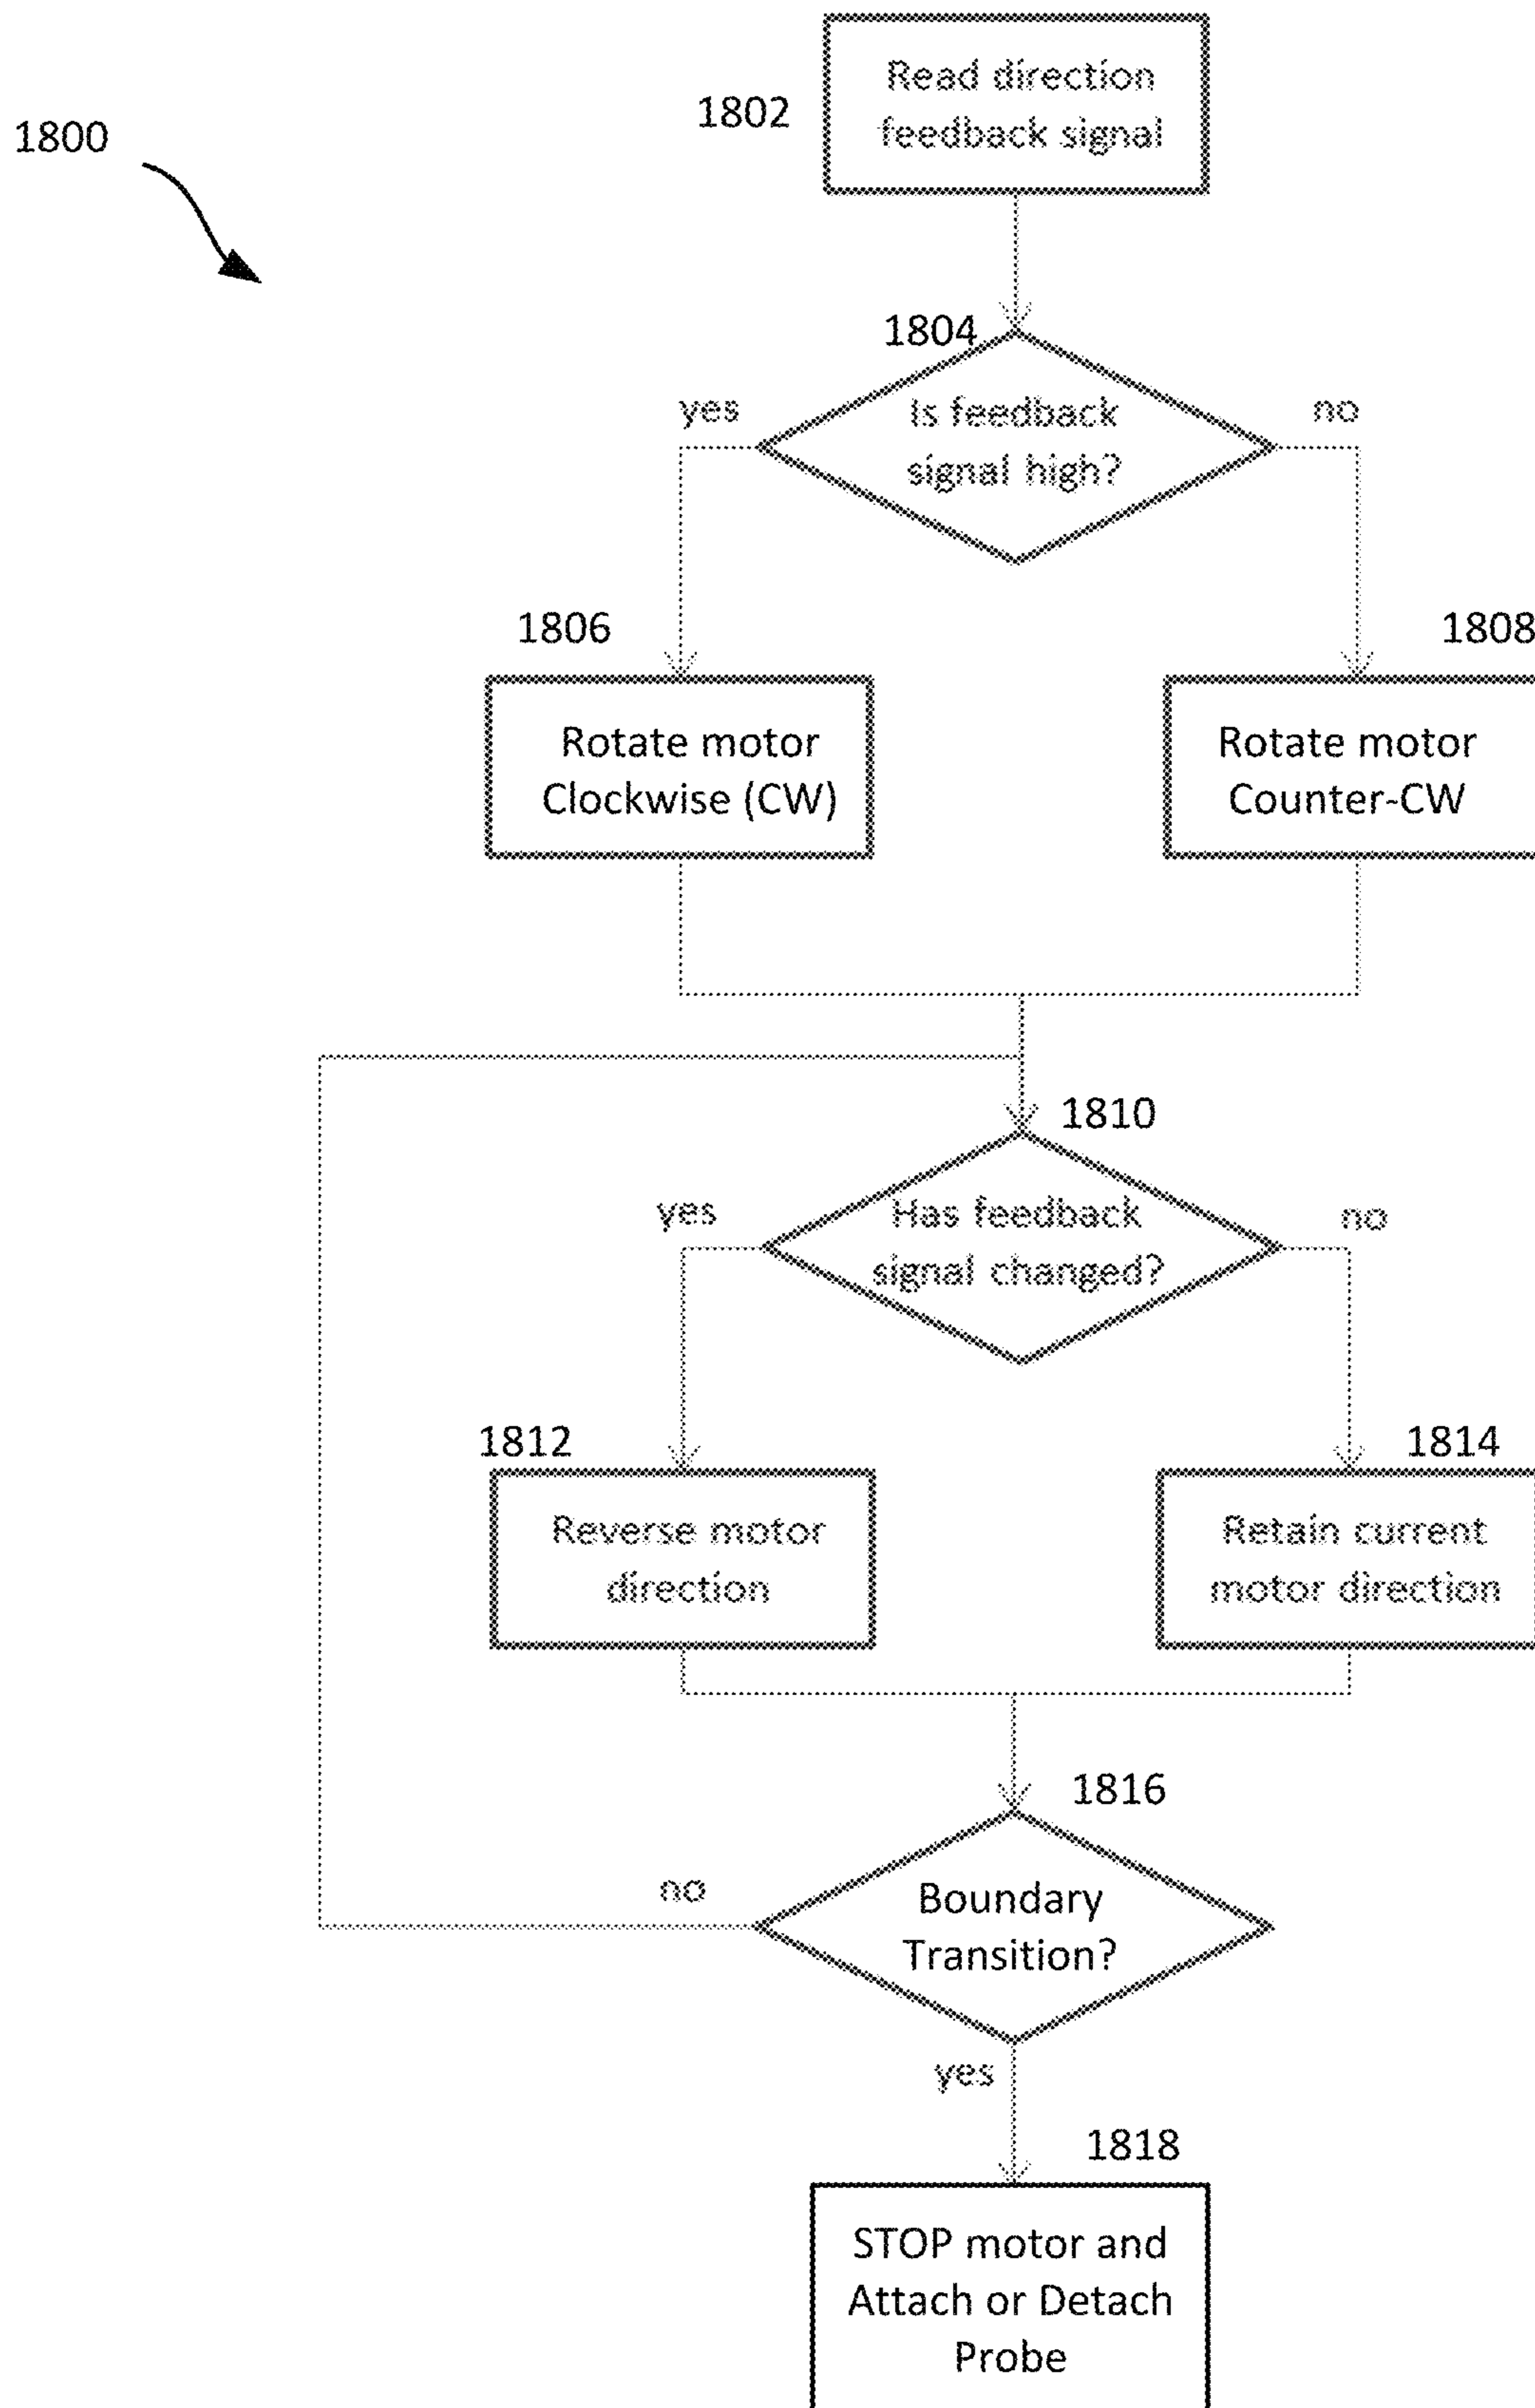 1800
1802
Read direction
feedback signal
1804
yes
Is feedback
signal high?
no
1806
1808
Rotate motor
Clockwise (CW)
Rotate motor
Counter-CW
1810
yes
Has feedback
signal changed?
no
1812
1814
Reverse motor
direction
Retain current
motor direction
1816
no
Boundary
Transition?
yes
1818
STOP motor and
Attach or Detach
Probe